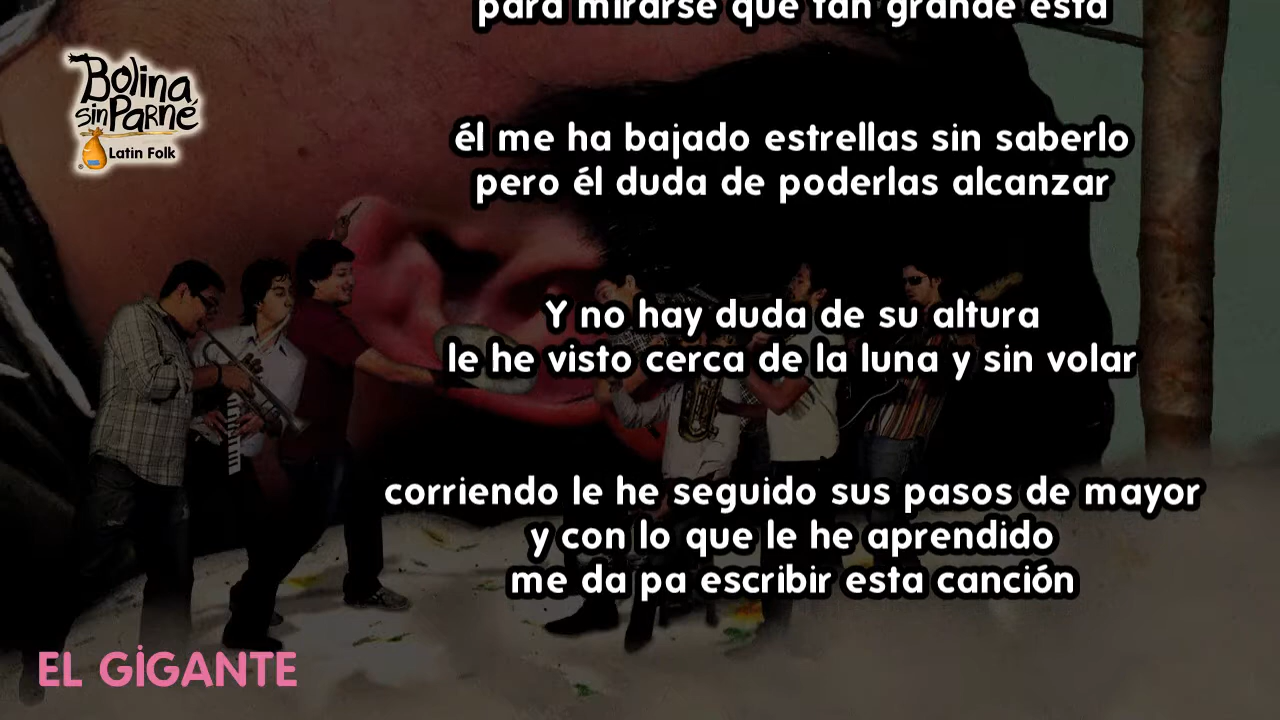 para mirarse que tan grande está
Bolina
sin Parné
Latin Folk
él me ha bajado estrellas sin saberlo
pero él duda de poderlas alcanzar
Y no hay duda de su altura
le he visto cerca de la luna y sin volar
corriendo le he seguido sus pasos de mayor
y con lo que le he aprendido
me da pa escribir esta canción
EL GIGANTE